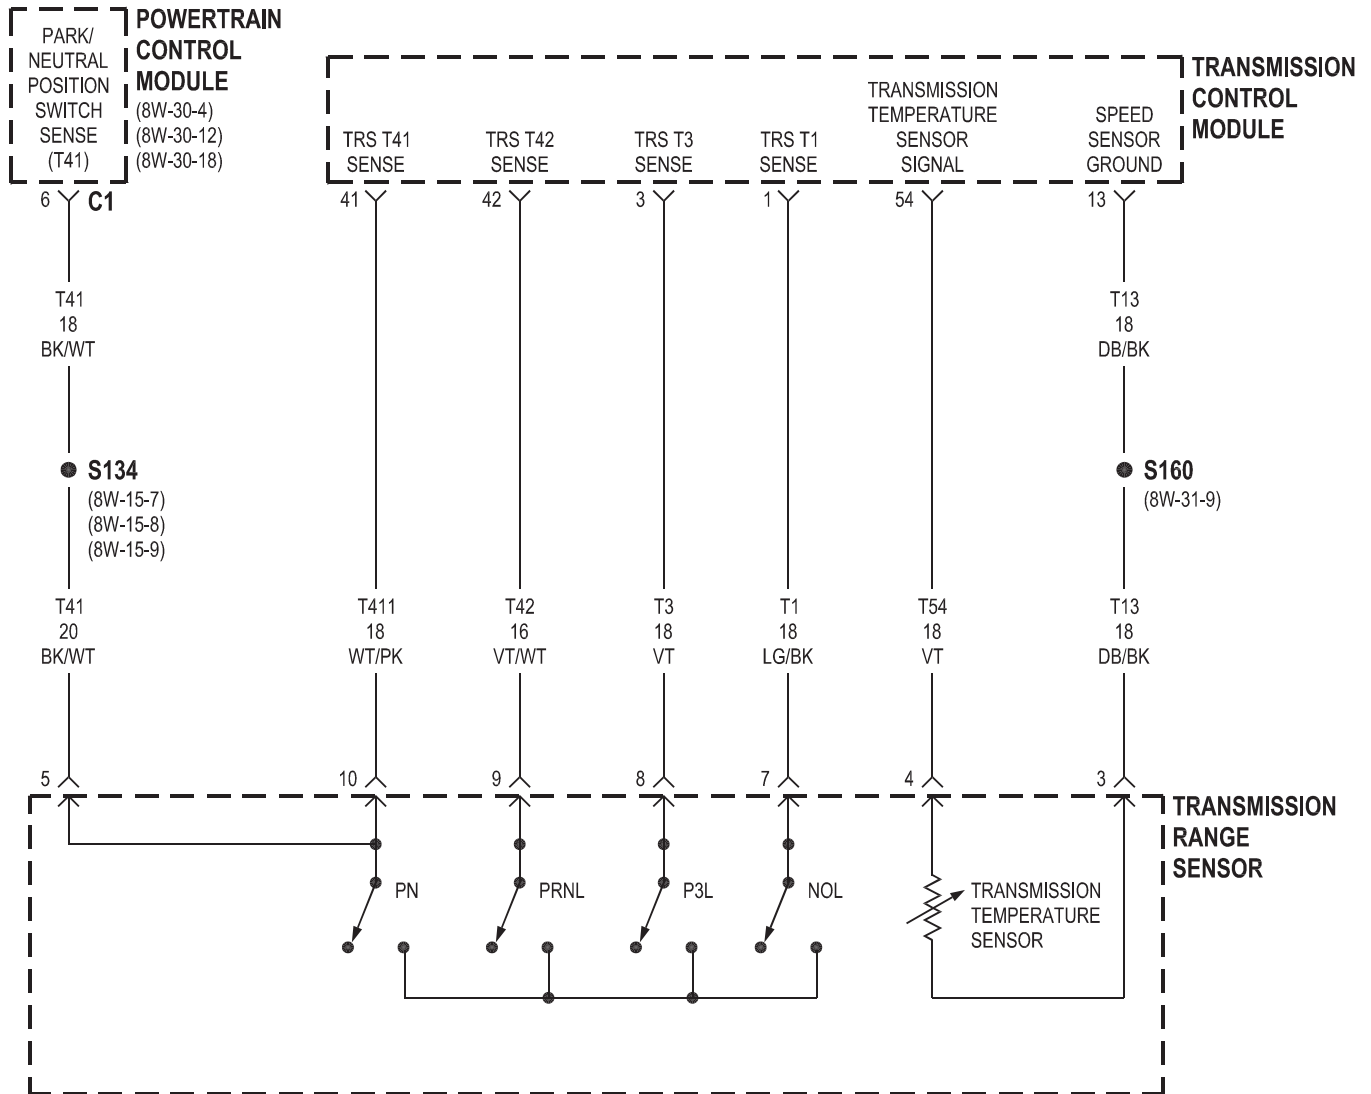 PARK/
NEUTRAL
POSITION
SWITCH
SENSE
(T41)
POWERTRAIN
CONTROL
MODULE
(8W-30-4)
(8W-30-12)
(8W-30-18)
TRS T41
SENSE
TRS T42
SENSE
TRS T3
SENSE
TRS T1
SENSE
TRANSMISSION
TEMPERATURE
SENSOR
SIGNAL
SPEED
SENSOR
GROUND
TRANSMISSION
CONTROL
MODULE
6 C1
41
42
3
1
54
13
T41
18
BK/WT
T13
18
DB/BK
S134
(8W-15-7)
(8W-15-8)
(8W-15-9)
S160
(8W-31-9)
T41
20
BK/WT
T411
18
WT/PK
T42
16
VT/WT
T3
18
VT
T1
18
LG/BK
T54
18
VT
T13
18
DB/BK
5
10
9
8
7
4
3
TRANSMISSION
RANGE
SENSOR
PN
PRNL
P3L
NOL
TRANSMISSION
TEMPERATURE
SENSOR